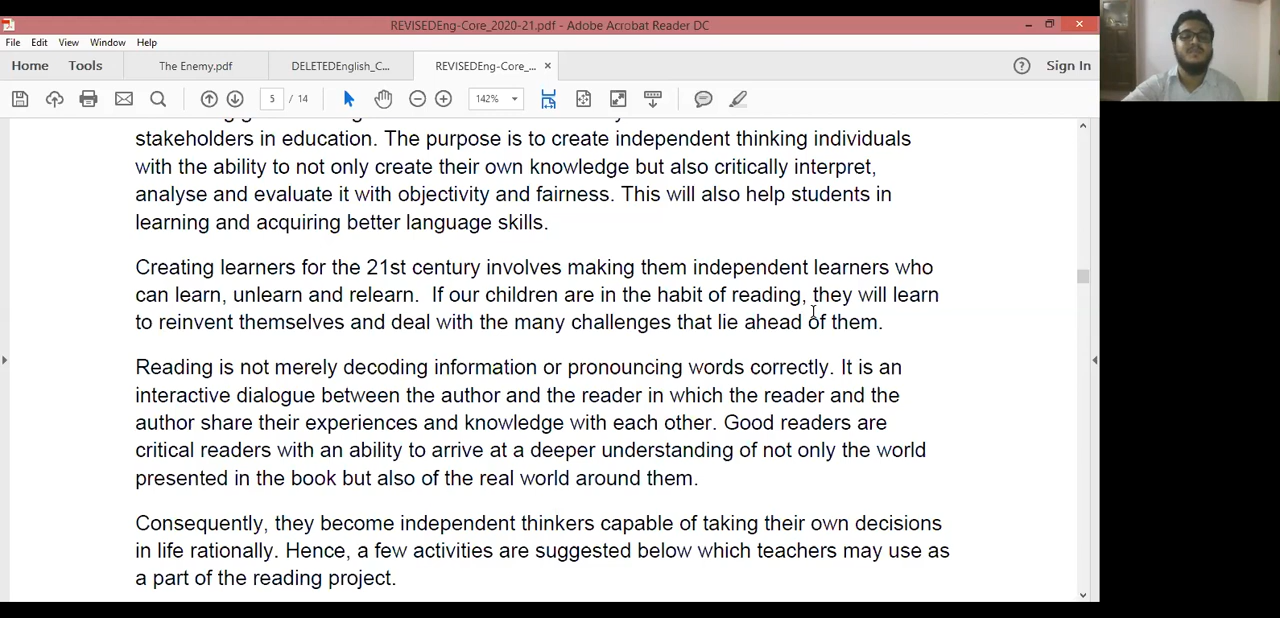 REVISEDEng-Core_2020-21.pdf - Adobe Acrobat Reader DC
File Edit View Window Help
Home Tools The Enemy.pdf DELETEDEnglish_C... REVISEDEng-Core_... × Sign In
5 / 14 142%
stakeholders in education. The purpose is to create independent thinking individuals
with the ability to not only create their own knowledge but also critically interpret,
analyse and evaluate it with objectivity and fairness. This will also help students in
learning and acquiring better language skills.
Creating learners for the 21st century involves making them independent learners who
can learn, unlearn and relearn. If our children are in the habit of reading, they will learn
to reinvent themselves and deal with the many challenges that lie ahead of them.
Reading is not merely decoding information or pronouncing words correctly. It is an
interactive dialogue between the author and the reader in which the reader and the
author share their experiences and knowledge with each other. Good readers are
critical readers with an ability to arrive at a deeper understanding of not only the world
presented in the book but also of the real world around them.
Consequently, they become independent thinkers capable of taking their own decisions
in life rationally. Hence, a few activities are suggested below which teachers may use as
a part of the reading project.